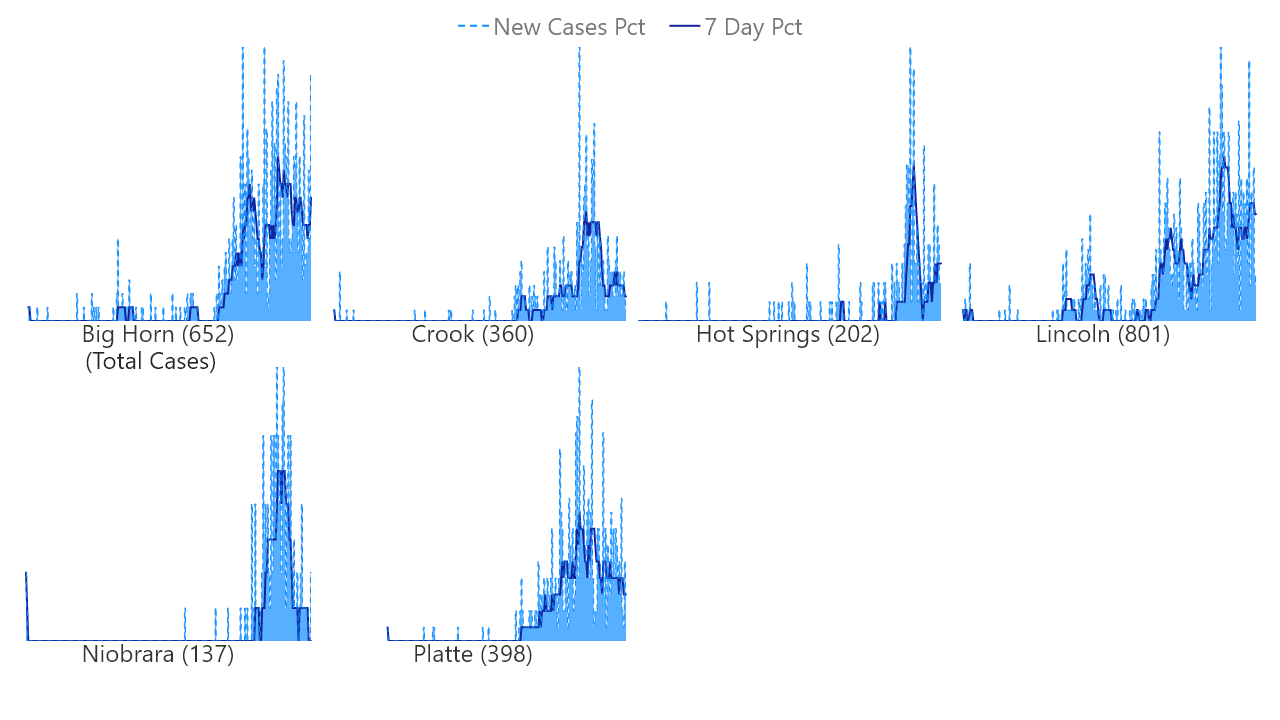 New Cases Pct 7 Day Pct
Big Horn (652) Crook (360) Hot Springs (202) Lincoln (801)
(Total Cases)
Niobrara (137) Platte (398)